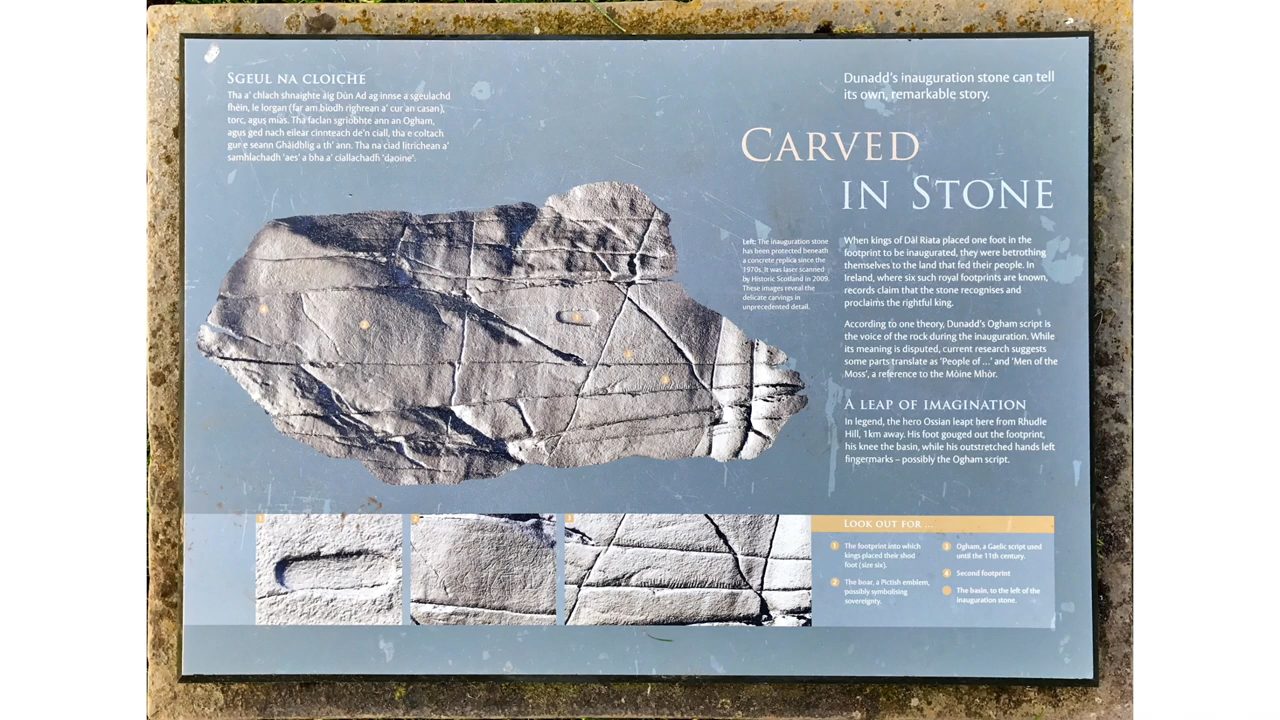 SGEUL NA CLOICHE
Tha a' chlach shnaighte aig Dùn Ad ag innse a sgeulachd
fhèin, le lorgan (far am biodh rìghrean a' cur an casan),
torc, agus mias. Tha faclan sgrìobhte ann an Ogham,
agus ged nach eilear cinnteach de'n ciall, tha e coltach
gur e seann Ghàidhlig a th' ann. Tha na ciad litrichean a'
samhlachadh 'aes' a bha a' ciallachadh 'daoine'.
Dunadd's inauguration stone can tell
its own, remarkable story.
CARVED
IN STONE
Left: The inauguration stone
has been protected beneath
a concrete replica since the
1970s. It was laser scanned
by Historic Scotland in 2009.
These images reveal the
delicate carvings in
unprecedented detail.
When kings of Dàl Riata placed one foot in the
footprint to be inaugurated, they were betrothing
themselves to the land that fed their people. In
Ireland, where six such royal footprints are known,
records claim that the stone recognises and
proclaims the rightful king.
According to one theory, Dunadd's Ogham script is
the voice of the rock during the inauguration. While
its meaning is disputed, current research suggests
some parts translate as 'People of ...' and 'Men of the
Moss', a reference to the Mòine Mhòr.
A LEAP OF IMAGINATION
In legend, the hero Ossian leapt here from Rhudle
Hill, 1km away. His foot gouged out the footprint,
his knee the basin, while his outstretched hands left
fingermarks – possibly the Ogham script.
1
2
3
LOOK OUT FOR ...
1 The footprint into which
kings placed their shod
foot (size six).
2 The boar, a Pictish emblem,
possibly symbolising
sovereignty.
3 Ogham, a Gaelic script used
until the 11th century.
4 Second footprint
The basin, to the left of the
inauguration stone.